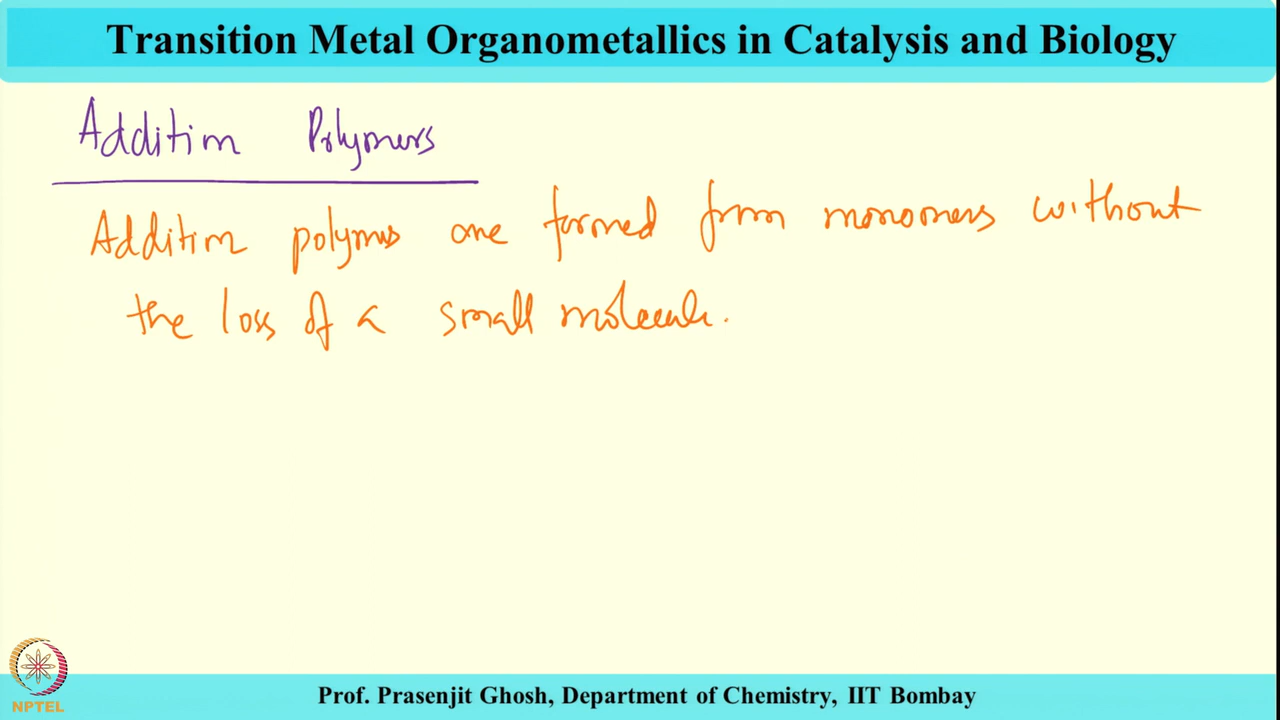 Transition Metal Organometallics in Catalysis and Biology
Addition Polymers
Addition polymers are formed from monomers without
the loss of a small molecule.
NPTEL
Prof. Prasenjit Ghosh, Department of Chemistry, IIT Bombay